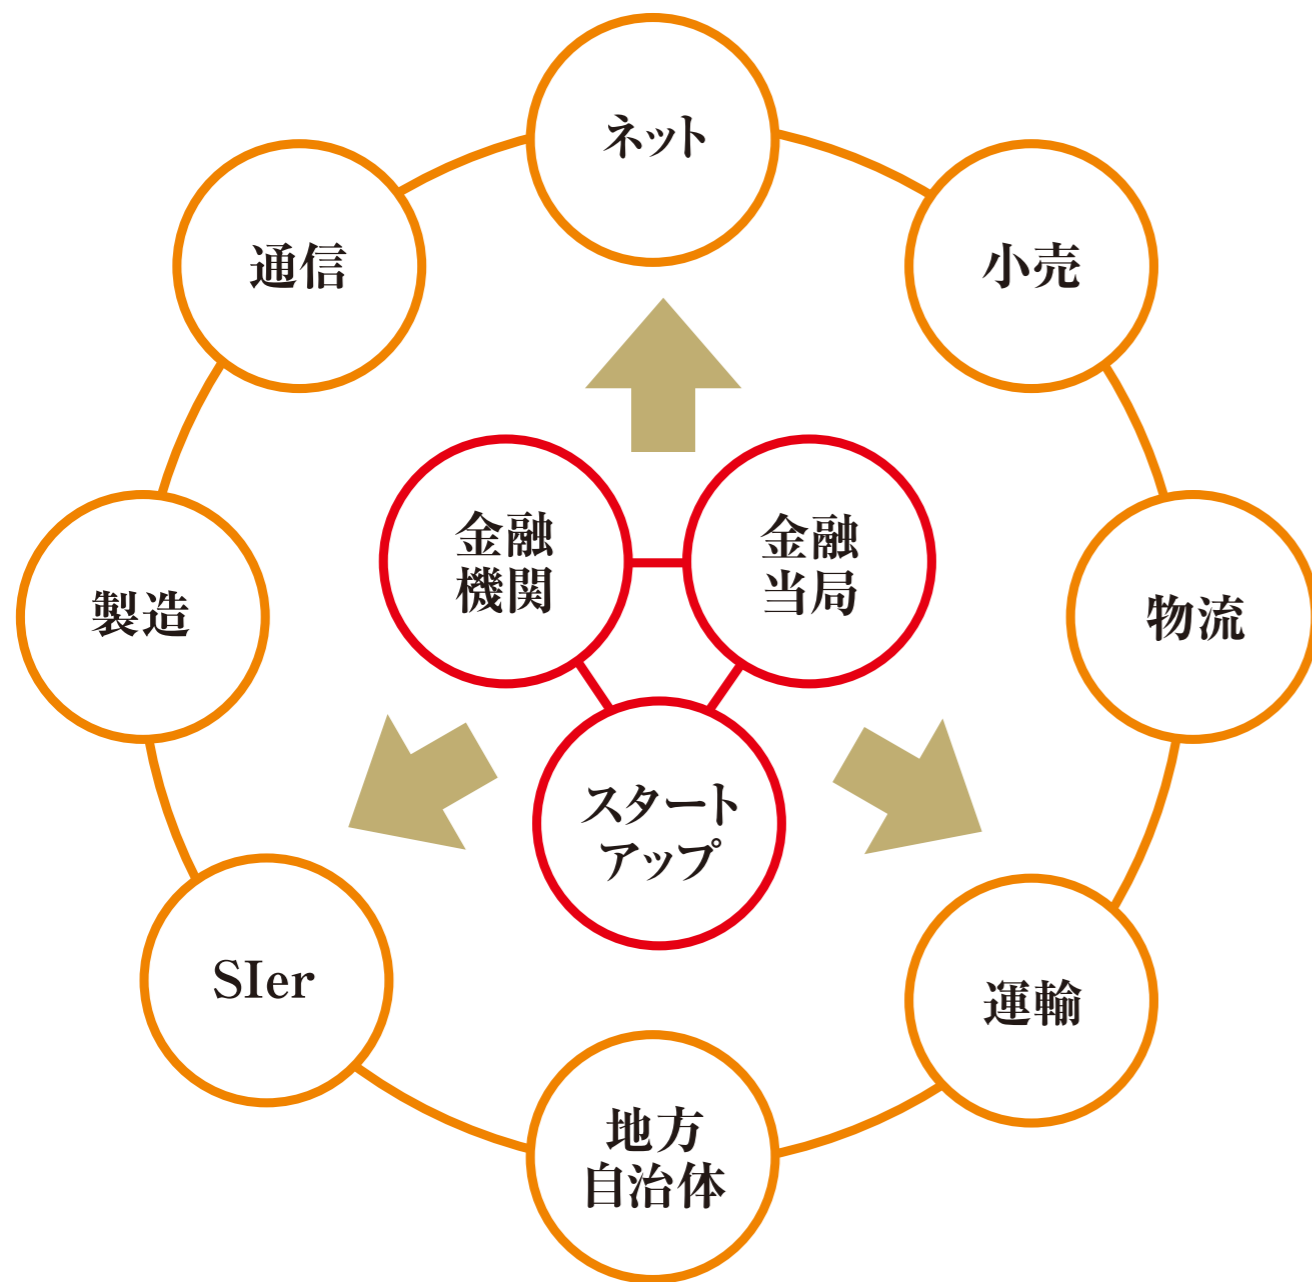 ネット
通信
小売
金融
機関
金融
当局
製造
物流
スタート
アップ
SIer
運輸
地方
自治体